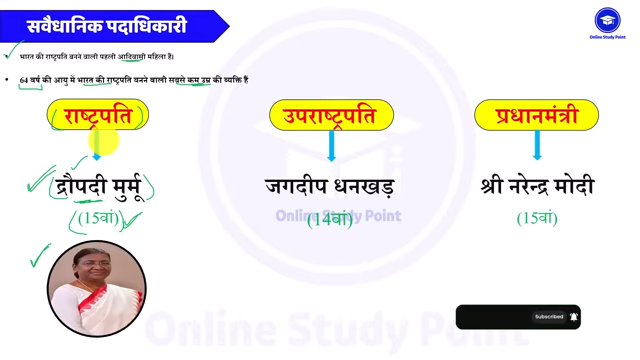 सवैधानिक पदाधिकारी
Online Study Point
भारत की राष्ट्रपति बनने वाली पहली आदिवासी महिला हैं।
64 वर्ष की आयु में भारत की राष्ट्रपति बनने वाली सबसे कम उम्र की व्यक्ति हैं
राष्ट्रपति
उपराष्ट्रपति
प्रधानमंत्री
द्रौपदी मुर्मू
जगदीप धनखड़
श्री नरेन्द्र मोदी
Online Study Point
(15वां)
(14वां)
(15वां)
Subscribed
Online Study Point